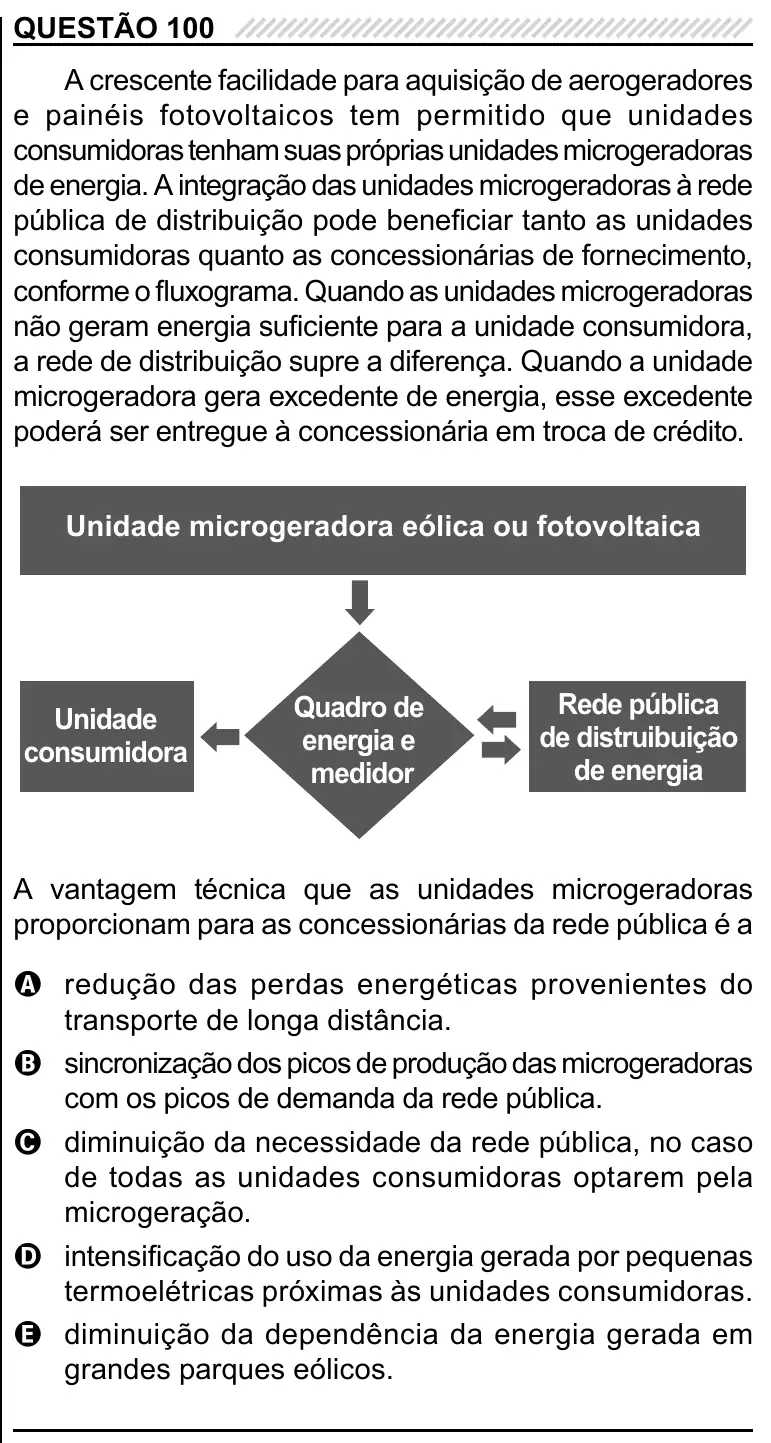 QUESTÃO 100
A crescente facilidade para aquisição de aerogeradores
e painéis fotovoltaicos tem permitido que unidades
consumidoras tenham suas próprias unidades microgeradoras
de energia. A integração das unidades microgeradoras à rede
pública de distribuição pode beneficiar tanto as unidades
consumidoras quanto as concessionárias de fornecimento,
conforme o fluxograma. Quando as unidades microgeradoras
não geram energia suficiente para a unidade consumidora,
a rede de distribuição supre a diferença. Quando a unidade
microgeradora gera excedente de energia, esse excedente
poderá ser entregue à concessionária em troca de crédito.
Unidade microgeradora eólica ou fotovoltaica
Unidade
consumidora
Quadro de
energia e
medidor
Rede pública
de distruibuição
de energia
A vantagem técnica que as unidades microgeradoras
proporcionam para as concessionárias da rede pública é a
A redução das perdas energéticas provenientes do
transporte de longa distância.
B sincronização dos picos de produção das microgeradoras
com os picos de demanda da rede pública.
C diminuição da necessidade da rede pública, no caso
de todas as unidades consumidoras optarem pela
microgeração.
D intensificação do uso da energia gerada por pequenas
termoelétricas próximas às unidades consumidoras.
E diminuição da dependência da energia gerada em
grandes parques eólicos.